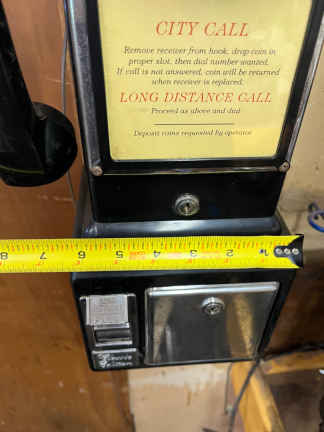 CITY CALL
Remove receiver from hook, drop coin in
proper slot, then dial number wanted.
If call is not answered, coin will be returned
when receiver is replaced.
LONG DISTANCE CALL
Proceed as above and dial
Deposit coins requested by operator
8 7 6 5 4 3 2 1